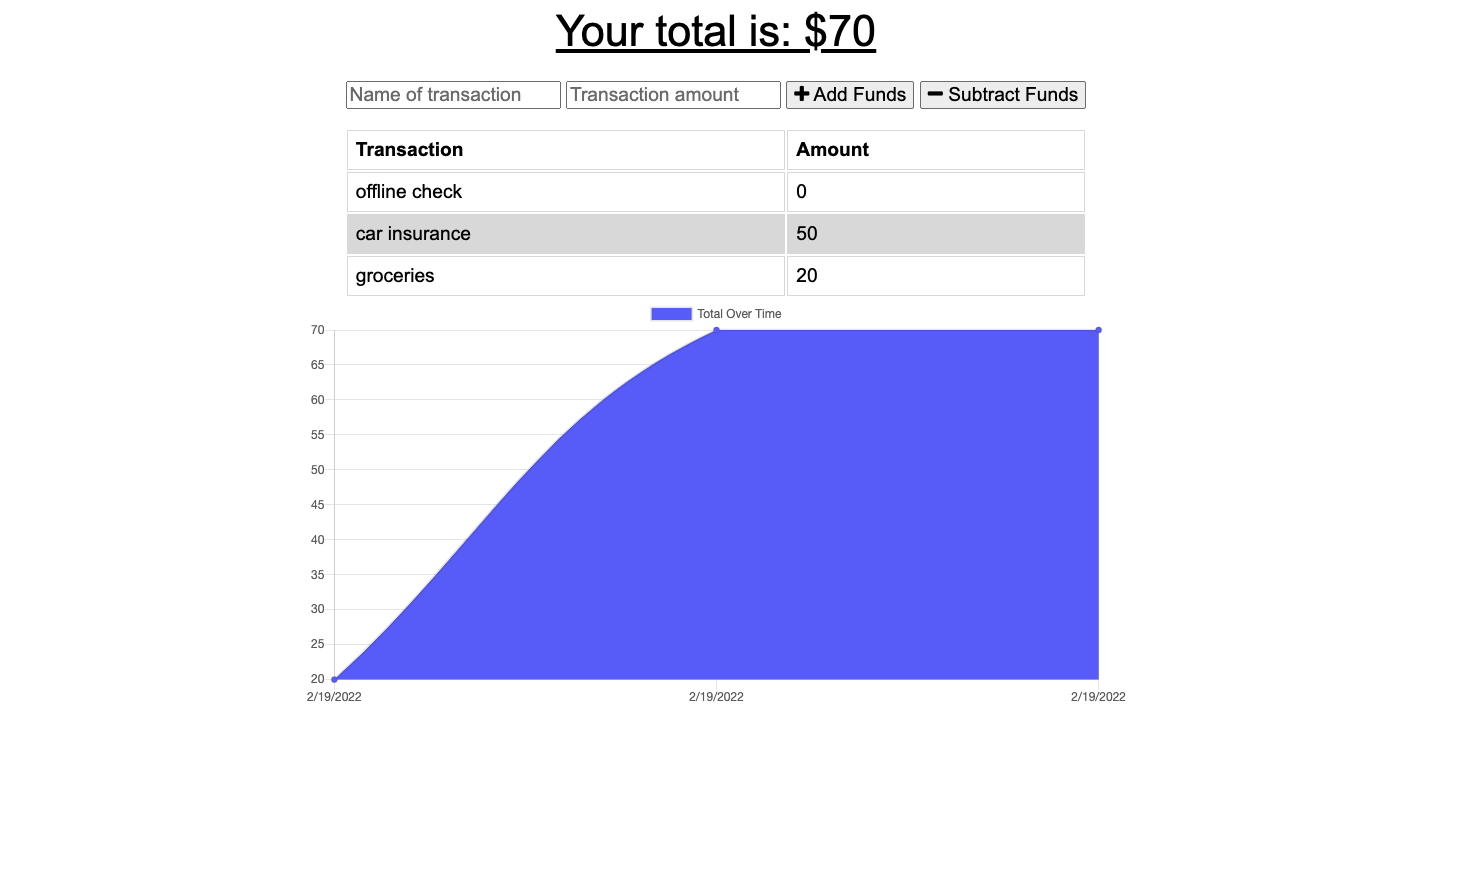 Your total is: $70
Name of transaction Transaction amount Add Funds Subtract Funds
Transaction Amount
offline check 0
car insurance 50
groceries 20
Total Over Time
70
65
60
55
50
45
40
35
30
25
20
2/19/2022 2/19/2022 2/19/2022